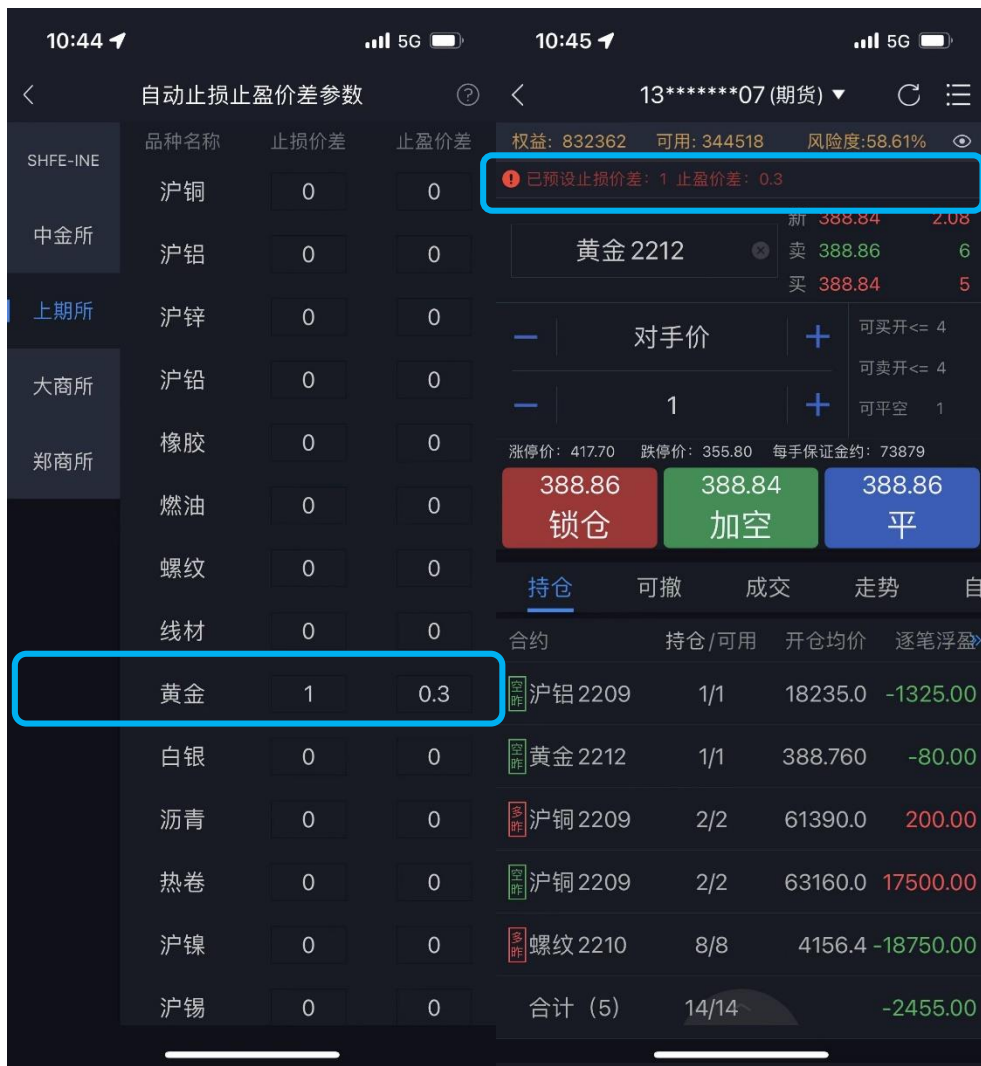 10:44
5G
自动止损止盈价差参数
品种名称 止损价差 止盈价差
SHFE-INE
中金所
上期所
大商所
郑商所
沪铜 0 0
沪铝 0 0
沪锌 0 0
沪铅 0 0
橡胶 0 0
燃油 0 0
螺纹 0 0
线材 0 0
黄金 1 0.3
白银 0 0
沥青 0 0
热卷 0 0
沪镍 0 0
沪锡 0 0
10:45
5G
13*******07(期货)▼
权益: 832362 可用: 344518 风险度:58.61%
已预设止损价差: 1 止盈价差: 0.3
黄金2212
新 388.84 2.08
卖 388.86 6
买 388.84 5
— 对手价 +
— 1 +
可买开<= 4
可卖开<= 4
可平空 1
涨停价: 417.70 跌停价: 355.80 每手保证金约: 73879
388.86 388.84 388.86
锁仓 加空 平
持仓 可撤 成交 走势 自
合约 持仓/可用 开仓均价 逐笔浮盈»
空昨 沪铝2209 1/1 18235.0 -1325.00
空昨 黄金2212 1/1 388.760 -80.00
多昨 沪铜2209 2/2 61390.0 200.00
空昨 沪铜2209 2/2 63160.0 17500.00
多昨 螺纹2210 8/8 4156.4 -18750.00
合计(5) 14/14 -2455.00